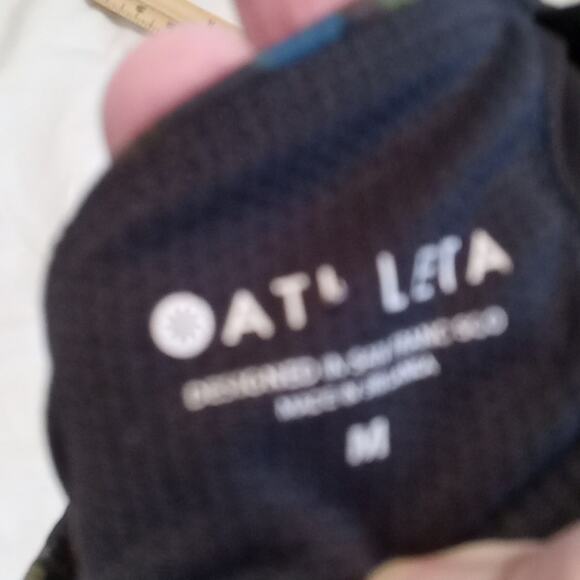 ATHLETA
DESIGNED IN SAN FRANCISCO
MADE IN
M